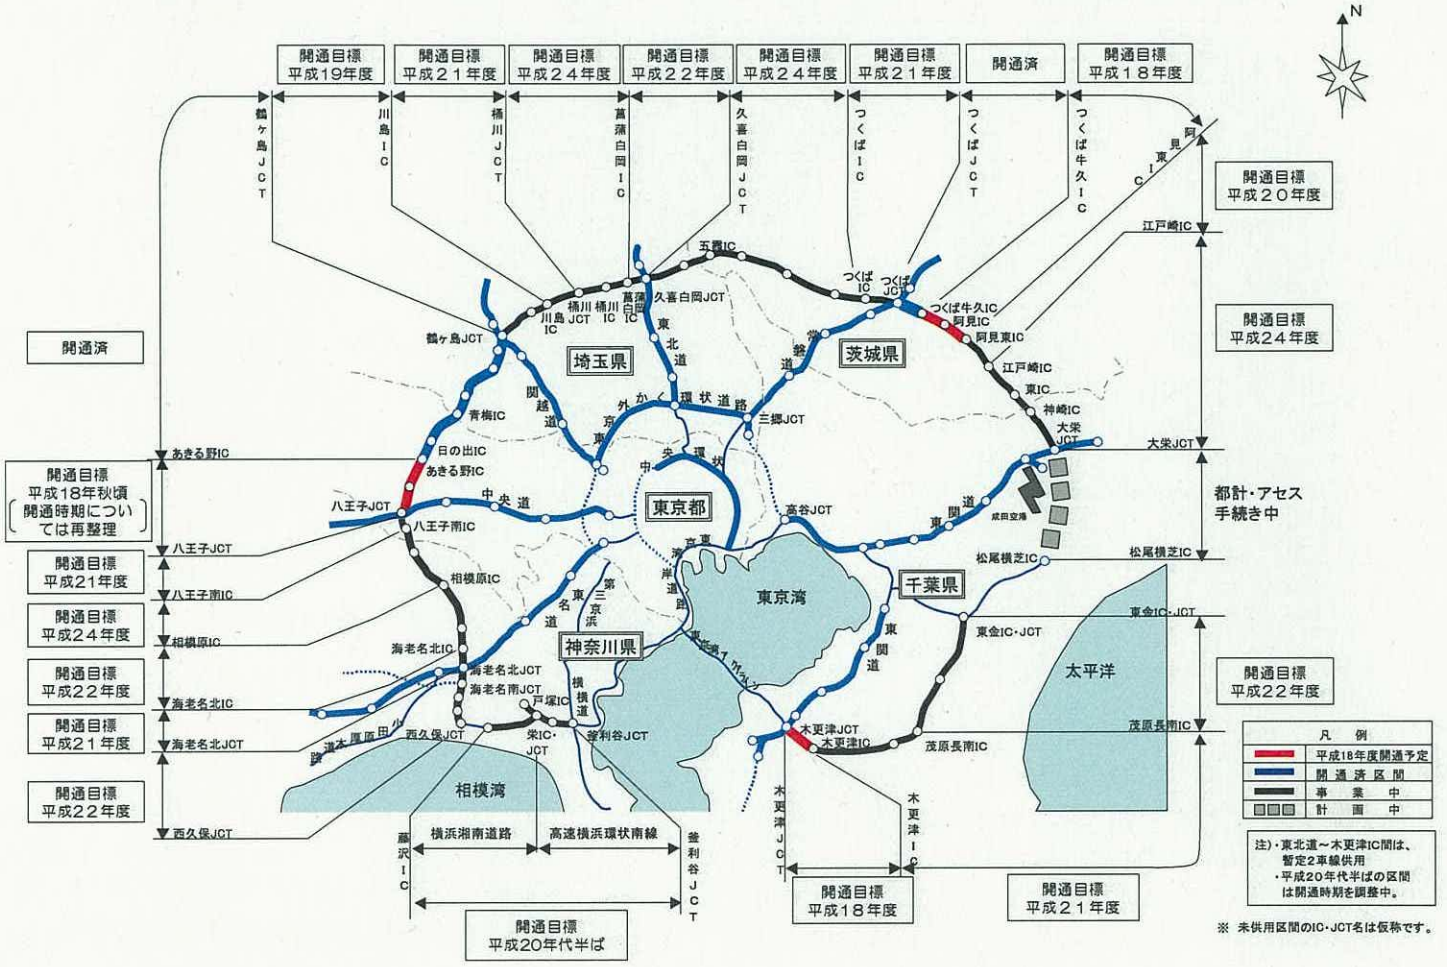 N
開通目標
平成19年度
開通目標
平成21年度
開通目標
平成24年度
開通目標
平成22年度
開通目標
平成24年度
開通目標
平成21年度
開通済
開通目標
平成18年度
鶴ヶ島JCT
川島IC
桶川JCT
菖蒲白岡IC
久喜白岡JCT
つくばIC
つくばJCT
つくば牛久IC
阿見東IC
開通目標
平成20年度
江戸崎IC
開通目標
平成24年度
大栄JCT
都計・アセス
手続き中
松尾横芝IC
東金IC・JCT
開通目標
平成22年度
茂原長南IC
開通済
あきる野IC
開通目標
平成18年秋頃
開通時期につい
ては再整理
八王子JCT
開通目標
平成21年度
八王子南IC
開通目標
平成24年度
相模原IC
開通目標
平成22年度
海老名北IC
開通目標
平成21年度
海老名北JCT
開通目標
平成22年度
西久保JCT
五霞IC
つくば
IC
つくば
JCT
つくば牛久IC
阿見IC
阿見東IC
江戸崎IC
東IC
神崎IC
大栄
JCT
川島
IC
桶川
JCT
桶川
IC
菖蒲
白岡
IC
久喜白岡JCT
鶴ヶ島JCT
埼玉県
東北道
茨城県
常磐道
関越道
東京外かく環状道路
三郷JCT
青梅IC
日の出IC
あきる野IC
中央環状
八王子JCT
中央道
東京都
高谷JCT
東関道
成田空港
八王子南IC
東京湾岸道路
松尾横芝IC
相模原IC
東名道
第三京浜
東京湾
千葉県
東金IC・JCT
海老名北IC
神奈川県
東京湾アクアライン
東関道
太平洋
海老名北JCT
海老名南JCT
戸塚IC
横横道
小田原厚木道路
西久保JCT
栄IC・
JCT
釜利谷JCT
木更津JCT
木更津IC
茂原長南IC
相模湾
藤沢IC
横浜湘南道路
高速横浜環状南線
釜利谷JCT
開通目標
平成20年代半ば
木更津JCT
木更津IC
開通目標
平成18年度
開通目標
平成21年度
凡例
平成18年度開通予定
開通済区間
事業中
計画中
注)・東北道～木更津IC間は、
暫定2車線供用
・平成20年代半ばの区間
は開通時期を調整中。
※ 未供用区間のIC・JCT名は仮称です。